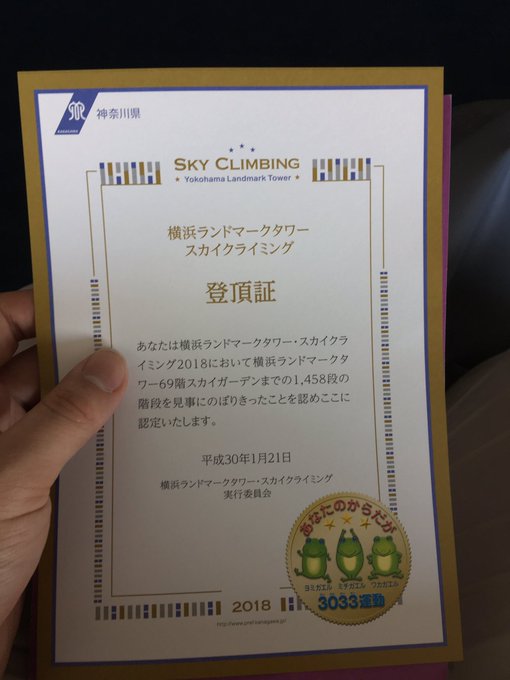 KANAGAWA
神奈川県
SKY CLIMBING
Yokohama Landmark Tower
横浜ランドマークタワー
スカイクライミング
登頂証
あなたは横浜ランドマークタワー・スカイクラ
イミング2018において横浜ランドマークタ
ワー69階スカイガーデンまでの1,458段の
階段を見事にのぼりきったことを認めここに
認定いたします。
平成30年1月21日
横浜ランドマークタワー・スカイクライミング
実行委員会
あなたのからだが
ヨミガエル ミチガエル ワカガエル
3033運動
2018
http://www.pref.kanagawa.jp/